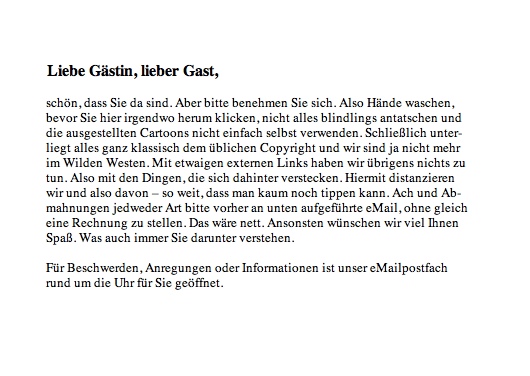 Liebe Gästin, lieber Gast,
schön, dass Sie da sind. Aber bitte benehmen Sie sich. Also Hände waschen,
bevor Sie hier irgendwo herum klicken, nicht alles blindlings antatschen und
die ausgestellten Cartoons nicht einfach selbst verwenden. Schließlich unter-
liegt alles ganz klassisch dem üblichen Copyright und wir sind ja nicht mehr
im Wilden Westen. Mit etwaigen externen Links haben wir übrigens nichts zu
tun. Also mit den Dingen, die sich dahinter verstecken. Hiermit distanzieren
wir und also davon – so weit, dass man kaum noch tippen kann. Ach und Ab-
mahnungen jedweder Art bitte vorher an unten aufgeführte eMail, ohne gleich
eine Rechnung zu stellen. Das wäre nett. Ansonsten wünschen wir viel Ihnen
Spaß. Was auch immer Sie darunter verstehen.
Für Beschwerden, Anregungen oder Informationen ist unser eMailpostfach
rund um die Uhr für Sie geöffnet.